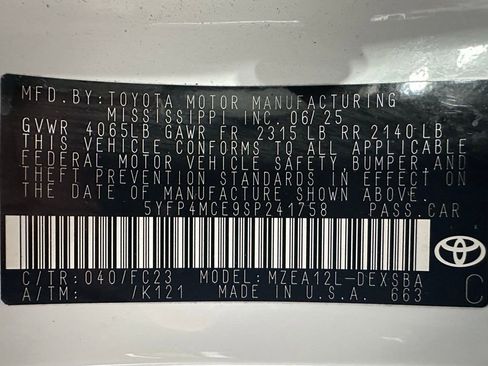 MFD. BY: TOYOTA MOTOR MANUFACTURING
MISSISSIPPI INC. 06/25
GVWR 4065LB GAWR FR 2315 LB RR 2140 LB
THIS VEHICLE CONFORMS TO ALL APPLICABLE
FEDERAL MOTOR VEHICLE SAFETY BUMPER AND
THEFT PREVENTION STANDARDS IN EFFECT ON
THE DATE OF MANUFACTURE SHOWN ABOVE.
5YFP4MCE9SP241758 PASS.CAR
C/TR: 040/FC23 MODEL: MZEA12L-DEXSBA
A/TM: /K121 MADE IN U.S.A. 663 C